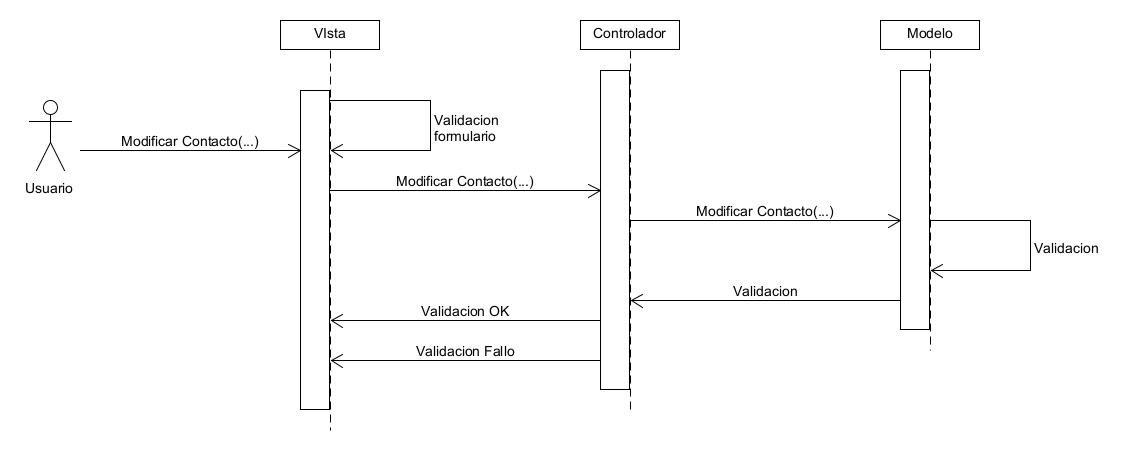 VIsta
Controlador
Modelo
Validacion
formulario
Modificar Contacto(...)
Usuario
Modificar Contacto(...)
Modificar Contacto(...)
Validacion
Validacion
Validacion OK
Validacion Fallo